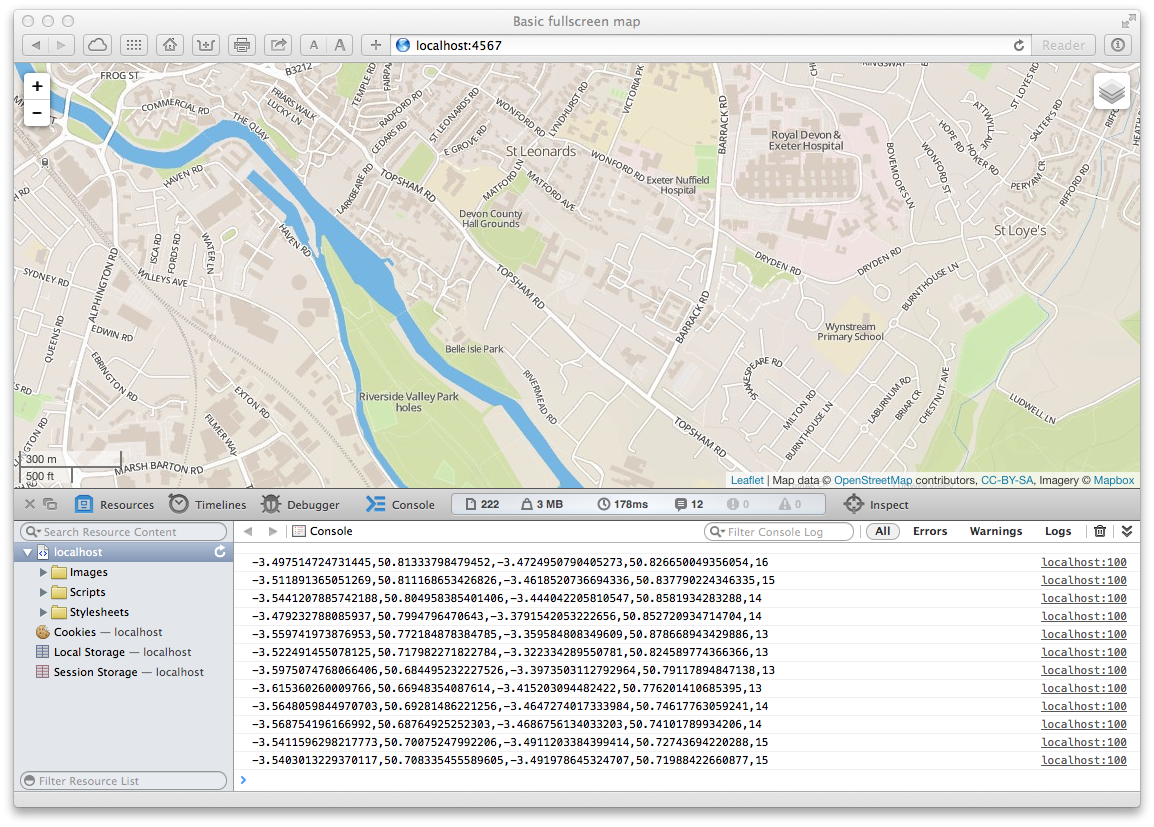 Basic fullscreen map
A A + localhost:4567 Reader
FROG ST
B3212
COMMERCIAL RD
FRIARS WALK
LUCKY LN
TEMPLE RD
RADFORD RD
CEDARS RD
ST LEONARDS RD
E GROVE RD
WONFORD RD
LYNDHURST RD
VICTORIA PK
BARRACK RD
KINGSWAY
ST LOYES RD
SALTER'S RD
ATTWYLL AVE
HOPE RD
HOKER RD
RIFFORD RD
PERYAM CR
WONFORD ST
BOVEMOOR'S LN
Royal Devon &
Exeter Hospital
THE QUAY
St Leonards
WONFORD RD
HAVEN RD
LARKBEARE RD
TOPSHAM RD
MATFORD LN
MATFORD AVE
Exeter Nuffield
Hospital
Devon County
Hall Grounds
St Loye's
HAVEN RD
ISCA RD
FORDS RD
WATER LN
WILLEYS AVE
SYDNEY RD
ALPHINGTON RD
TOPSHAM RD
DRYDEN RD
DRYDEN RD
BURNTHOUSE LN
BARRACK RD
QUEENS RD
EDWIN RD
EBRINGTON RD
Belle Isle Park
Wynstream
Primary School
SHAKESPEARE RD
RIVERMEAD RD
EXTON RD
Riverside Valley Park
holes
FILMER WAY
MILTON RD
BURNTHOUSE LN
LABURNUM RD
BRIAR CR
CHESTNUT AVE
LUDWELL LN
TOPSHAM RD
MARSH BARTON RD
+
−
300 m
500 ft
Leaflet | Map data © OpenStreetMap contributors, CC-BY-SA, Imagery © Mapbox
Resources Timelines Debugger Console 222 3 MB 178ms 12 0 0 Inspect
Search Resource Content Console Filter Console Log All Errors Warnings Logs
localhost
Images
Scripts
Stylesheets
Cookies — localhost
Local Storage — localhost
Session Storage — localhost
Filter Resource List
-3.497514724731445,50.81333798479452,-3.4724950790405273,50.826650049356054,16 localhost:100
-3.511891365051269,50.811168653426826,-3.4618520736694336,50.837790224346335,15 localhost:100
-3.5441207885742188,50.804958385401406,-3.444042205810547,50.8581934283288,14 localhost:100
-3.479232788085937,50.7994796470643,-3.3791542053222656,50.852720934714704,14 localhost:100
-3.559741973876953,50.772184878384785,-3.359584808349609,50.878668943429886,13 localhost:100
-3.522491455078125,50.717982271822784,-3.322334289550781,50.824589774366366,13 localhost:100
-3.5975074768066406,50.684495232227526,-3.3973503112792964,50.79117894847138,13 localhost:100
-3.615360260009766,50.66948354087614,-3.415203094482422,50.776201410685395,13 localhost:100
-3.5648059844970703,50.69281486221256,-3.4647274017333984,50.74617763059241,14 localhost:100
-3.568754196166992,50.68764925252303,-3.4686756134033203,50.74101789934206,14 localhost:100
-3.5411596298217773,50.70075247992206,-3.4911203384399414,50.72743694220288,15 localhost:100
-3.5403013229370117,50.708335455589605,-3.491978645324707,50.71988422660877,15 localhost:100